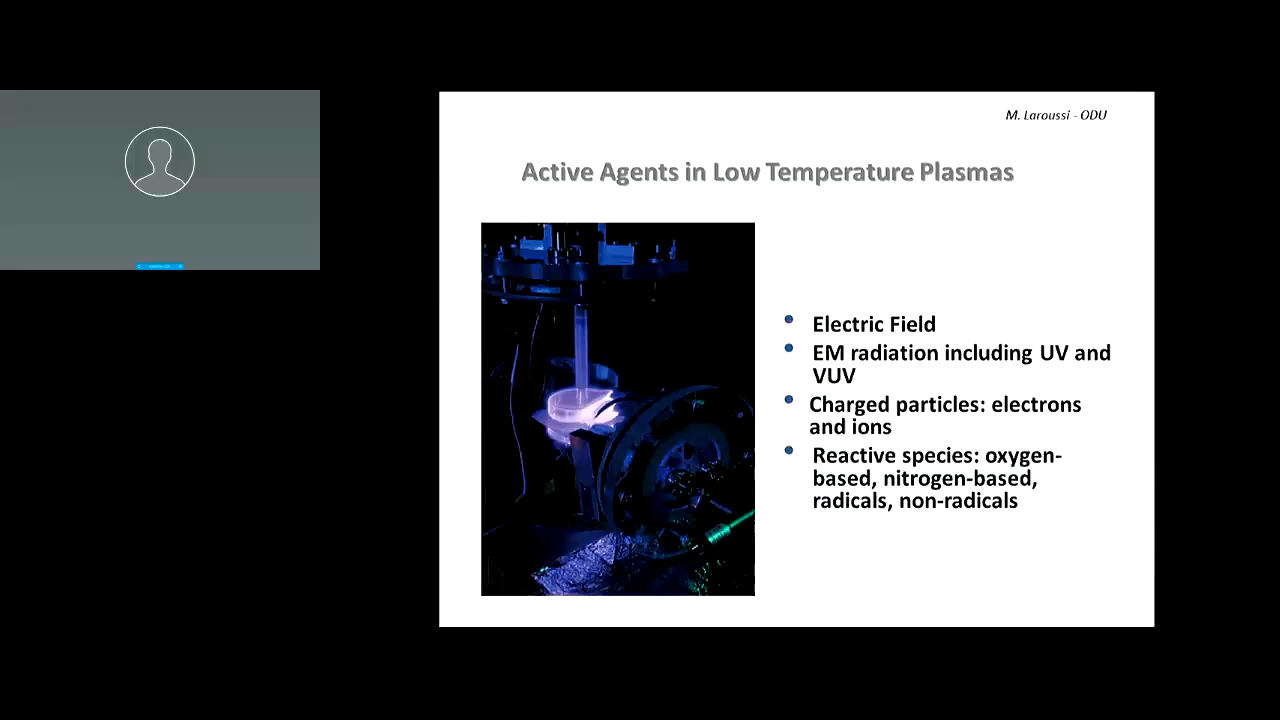 M. Laroussi - ODU
Active Agents in Low Temperature Plasmas
• Electric Field
• EM radiation including UV and
VUV
• Charged particles: electrons
and ions
• Reactive species: oxygen-
based, nitrogen-based,
radicals, non-radicals